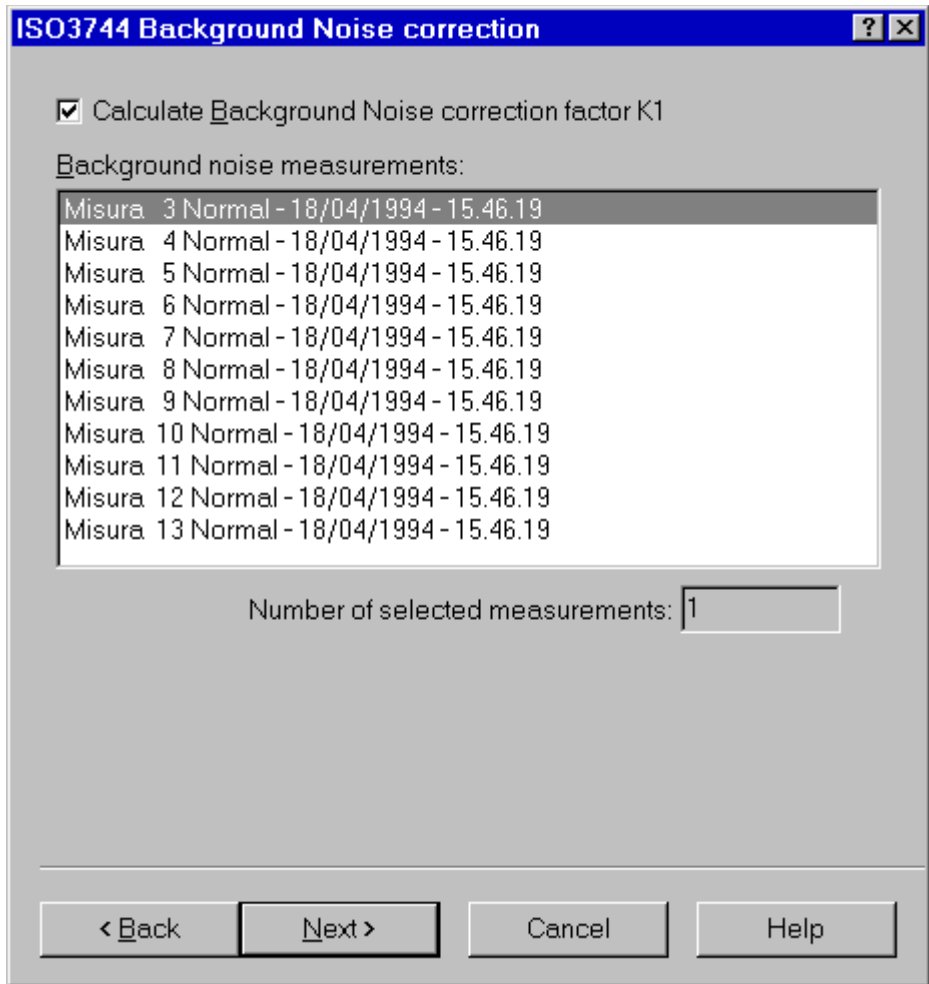 ISO3744 Background Noise correction
Calculate Background Noise correction factor K1
Background noise measurements:
Misura 3 Normal - 18/04/1994 - 15.46.19
Misura 4 Normal - 18/04/1994 - 15.46.19
Misura 5 Normal - 18/04/1994 - 15.46.19
Misura 6 Normal - 18/04/1994 - 15.46.19
Misura 7 Normal - 18/04/1994 - 15.46.19
Misura 8 Normal - 18/04/1994 - 15.46.19
Misura 9 Normal - 18/04/1994 - 15.46.19
Misura 10 Normal - 18/04/1994 - 15.46.19
Misura 11 Normal - 18/04/1994 - 15.46.19
Misura 12 Normal - 18/04/1994 - 15.46.19
Misura 13 Normal - 18/04/1994 - 15.46.19
Number of selected measurements: 1
< Back Next > Cancel Help